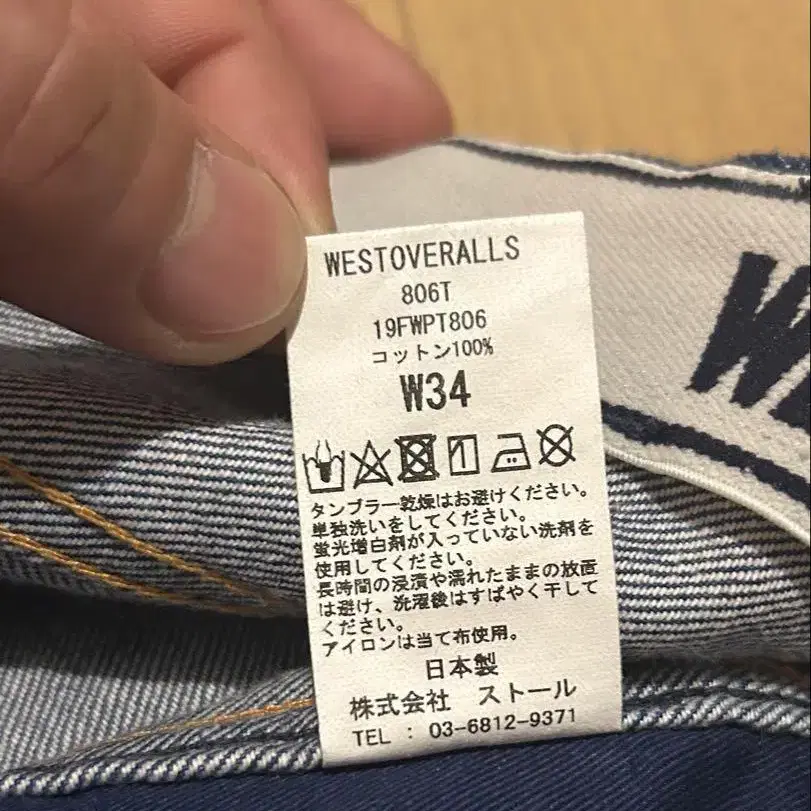 WESTOVERALLS
806T
19FWPT806
コットン100%
W34
タンブラー乾燥はお避けください。
単独洗いをしてください。
蛍光増白剤が入っていない洗剤を
使用してください。
長時間の浸漬や濡れたままの放置
は避け、洗濯後はすばやく干して
ください。
アイロンは当て布使用。
日本製
株式会社 ストール
TEL : 03-6812-9371